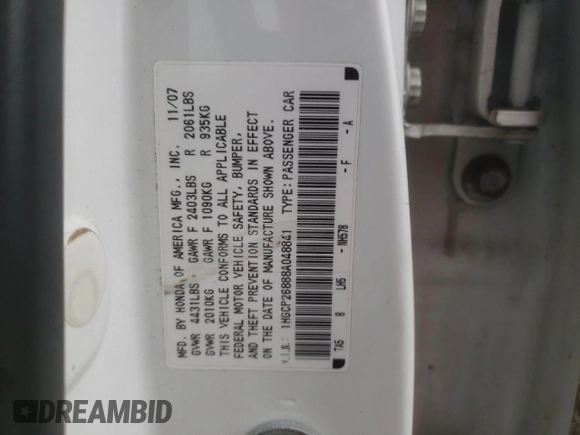 MFD. BY HONDA OF AMERICA MFG., INC. 11/07
GVWR 4431LBS GAWR F 2403LBS R 2061LBS
GVWR 2010KG GAWR F 1090KG R 935KG
THIS VEHICLE CONFORMS TO ALL APPLICABLE
FEDERAL MOTOR VEHICLE SAFETY, BUMPER,
AND THEFT PREVENTION STANDARDS IN EFFECT
ON THE DATE OF MANUFACTURE SHOWN ABOVE.
V.I.N.: 1HGCP26888A048841 TYPE: PASSENGER CAR
TA5 8 LH5 - NH578 - F - A
DREAMBID